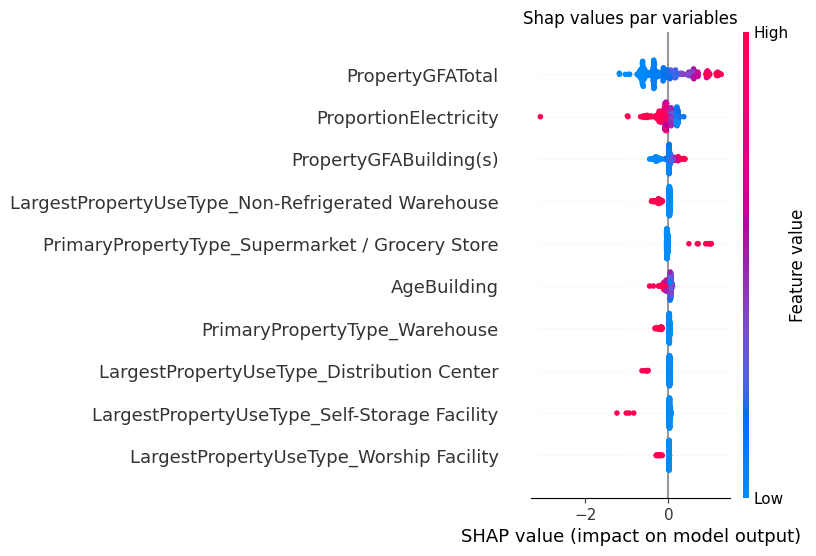 Shap values par variables
High
PropertyGFATotal
ProportionElectricity
PropertyGFABuilding(s)
LargestPropertyUseType_Non-Refrigerated Warehouse
PrimaryPropertyType_Supermarket / Grocery Store
AgeBuilding
PrimaryPropertyType_Warehouse
LargestPropertyUseType_Distribution Center
LargestPropertyUseType_Self-Storage Facility
LargestPropertyUseType_Worship Facility
Feature value
Low
−2 0
SHAP value (impact on model output)